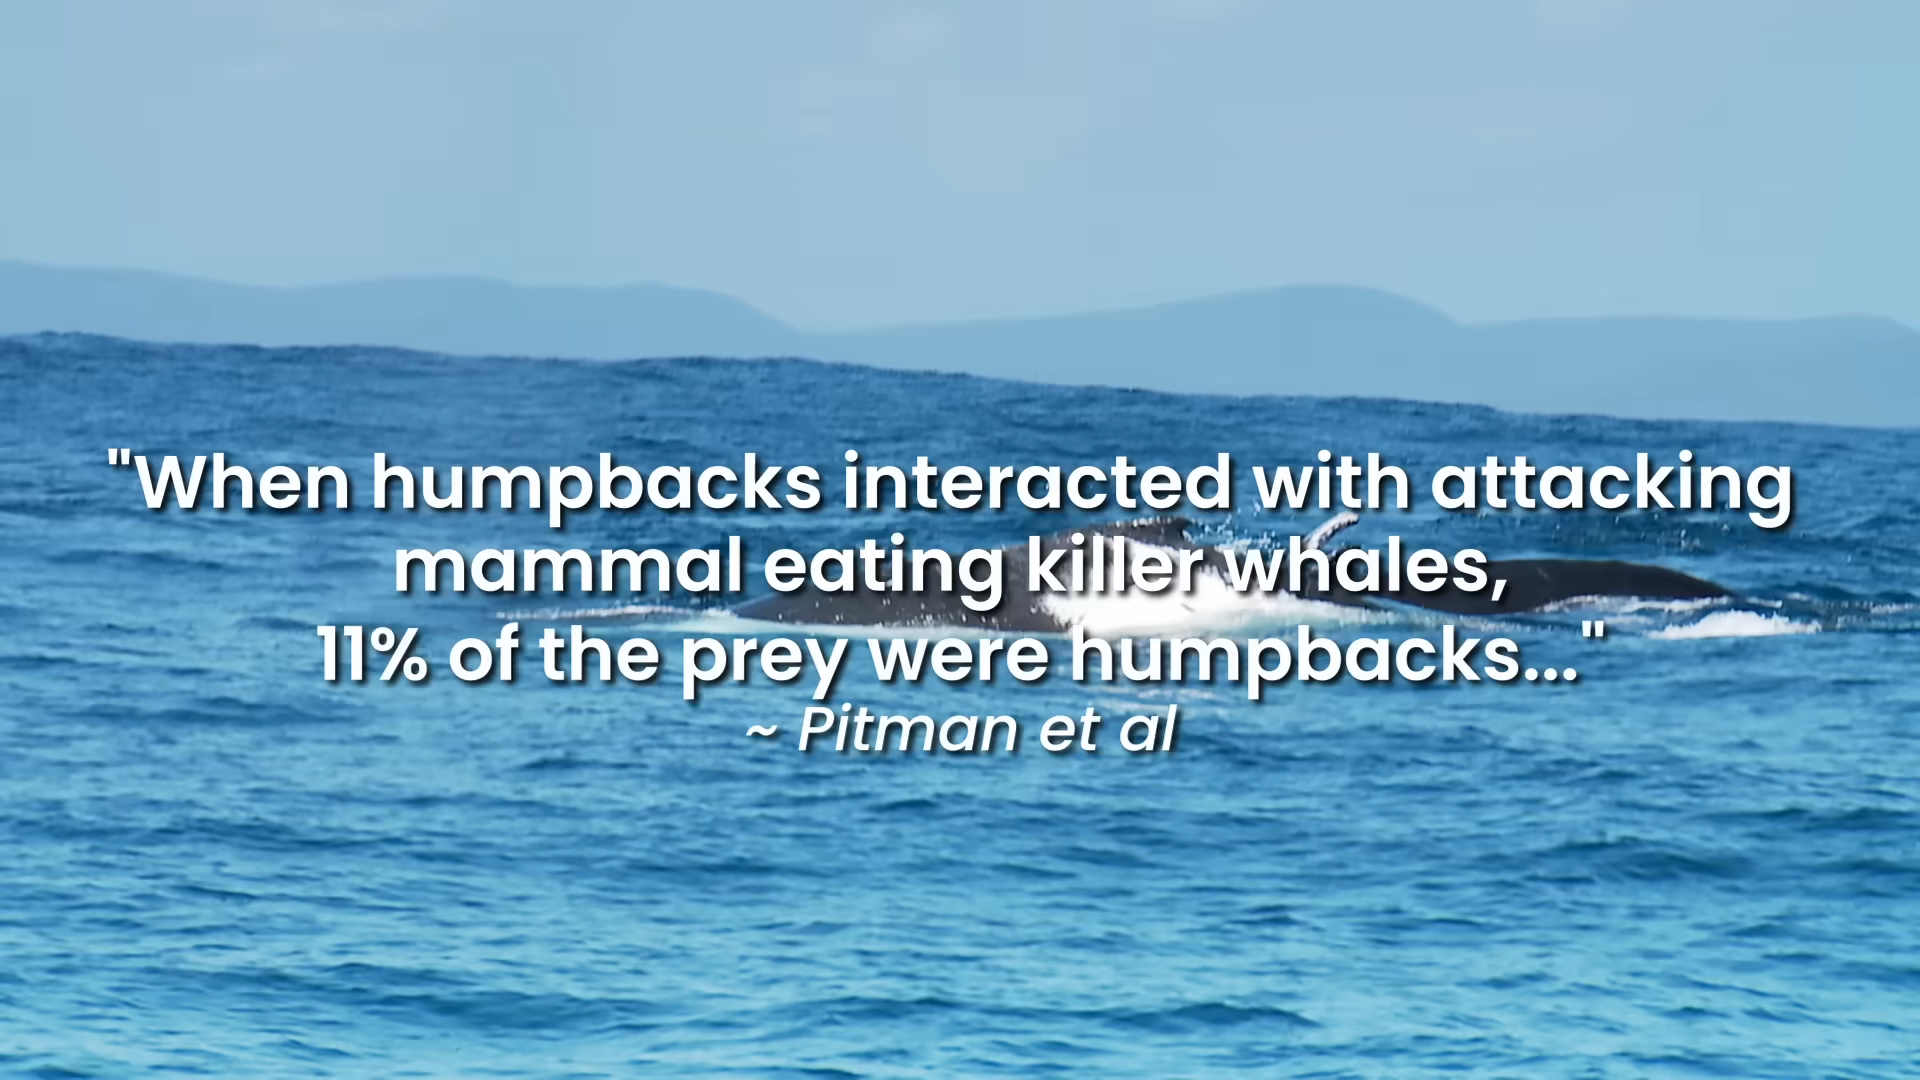 "When humpbacks interacted with attacking
mammal eating killer whales,
11% of the prey were humpbacks..."
~ Pitman et al